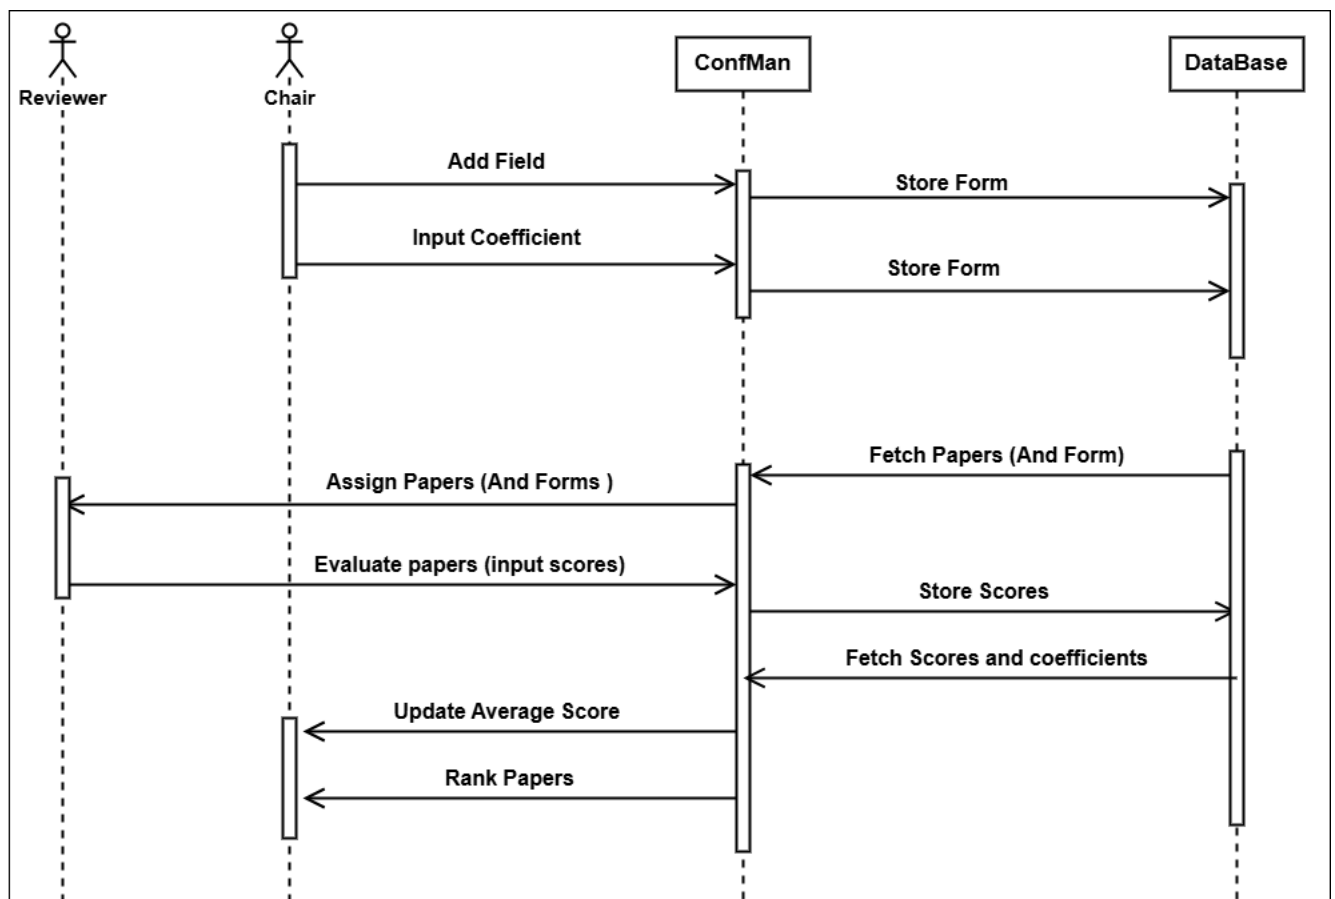 ConfMan
DataBase
Reviewer
Chair
Add Field
Store Form
Input Coefficient
Store Form
Fetch Papers (And Form)
Assign Papers (And Forms )
Evaluate papers (input scores)
Store Scores
Fetch Scores and coefficients
Update Average Score
Rank Papers